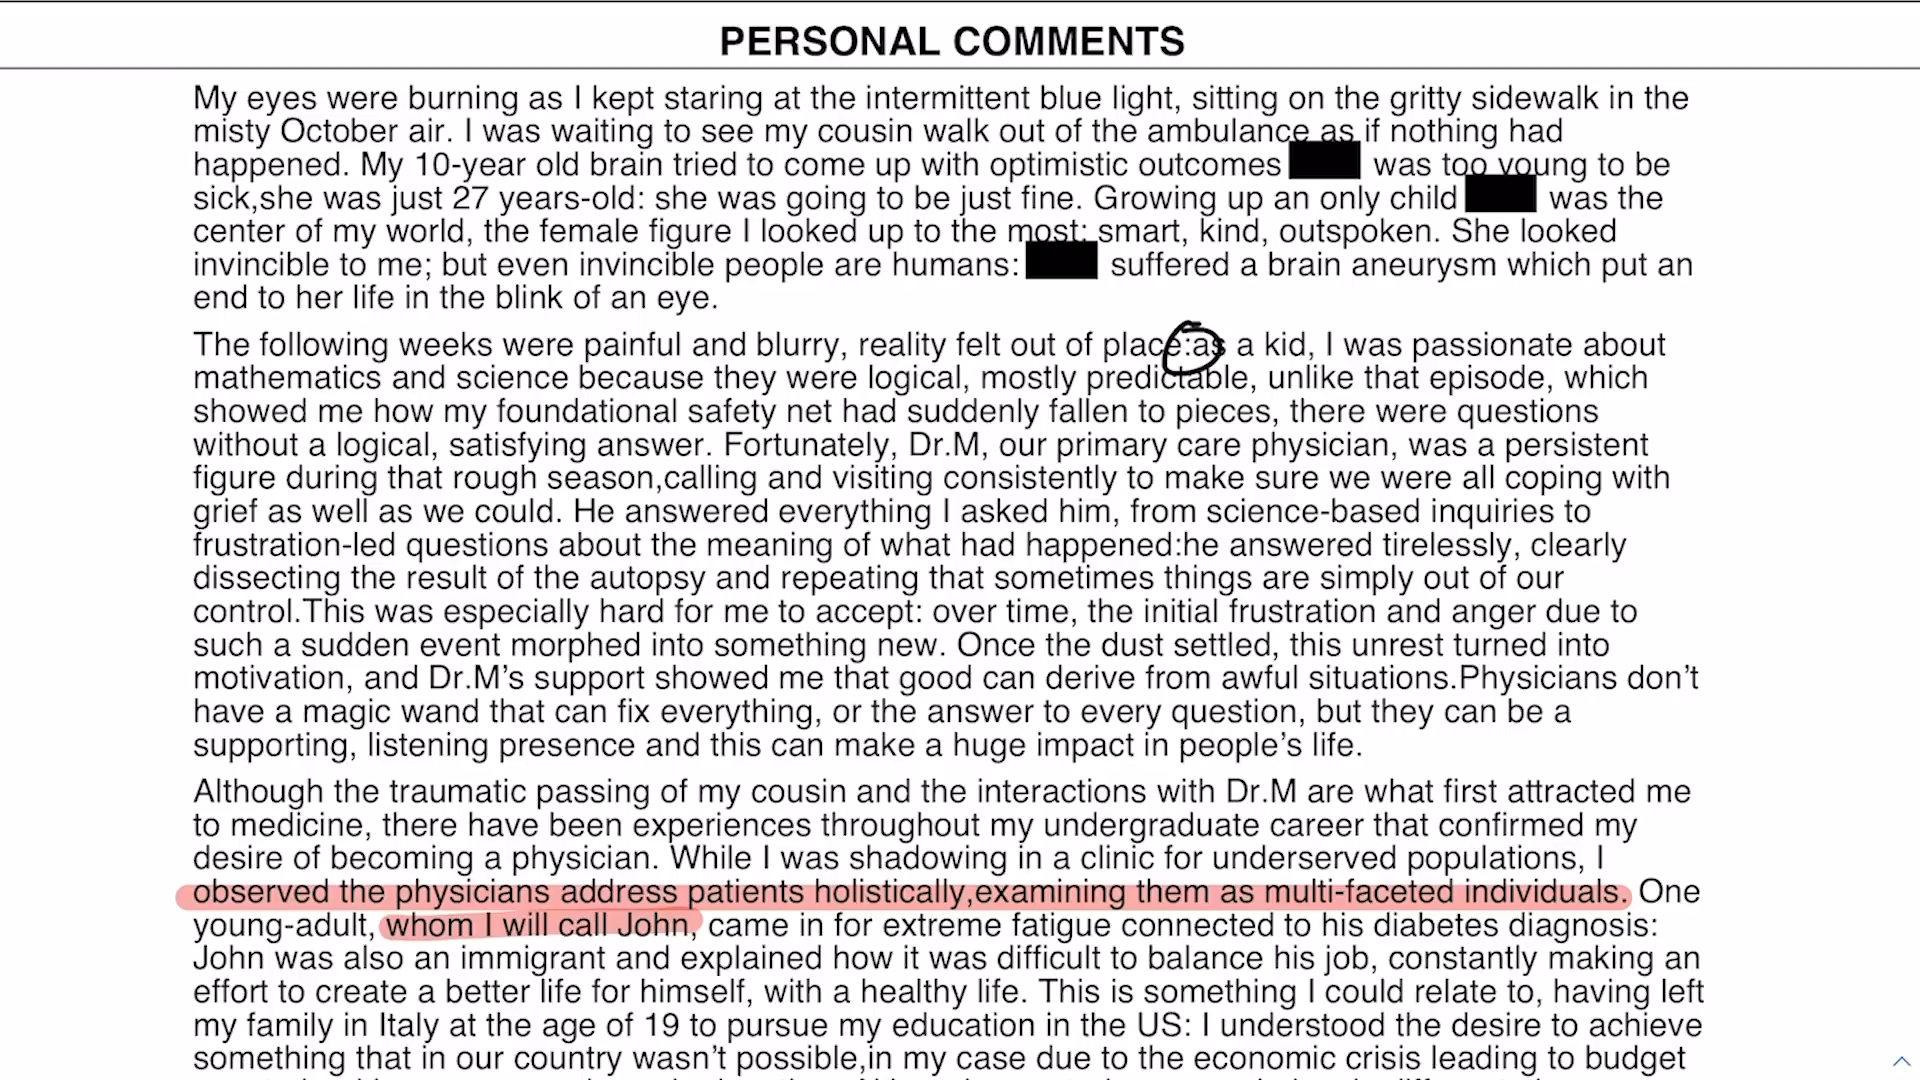 PERSONAL COMMENTS
My eyes were burning as I kept staring at the intermittent blue light, sitting on the gritty sidewalk in the
misty October air. I was waiting to see my cousin walk out of the ambulance as if nothing had
happened. My 10-year old brain tried to come up with optimistic outcomes was too young to be
sick,she was just 27 years-old: she was going to be just fine. Growing up an only child was the
center of my world, the female figure I looked up to the most: smart, kind, outspoken. She looked
invincible to me; but even invincible people are humans: suffered a brain aneurysm which put an
end to her life in the blink of an eye.
The following weeks were painful and blurry, reality felt out of place:as a kid, I was passionate about
mathematics and science because they were logical, mostly predictable, unlike that episode, which
showed me how my foundational safety net had suddenly fallen to pieces, there were questions
without a logical, satisfying answer. Fortunately, Dr.M, our primary care physician, was a persistent
figure during that rough season,calling and visiting consistently to make sure we were all coping with
grief as well as we could. He answered everything I asked him, from science-based inquiries to
frustration-led questions about the meaning of what had happened:he answered tirelessly, clearly
dissecting the result of the autopsy and repeating that sometimes things are simply out of our
control.This was especially hard for me to accept: over time, the initial frustration and anger due to
such a sudden event morphed into something new. Once the dust settled, this unrest turned into
motivation, and Dr.M’s support showed me that good can derive from awful situations.Physicians don’t
have a magic wand that can fix everything, or the answer to every question, but they can be a
supporting, listening presence and this can make a huge impact in people’s life.
Although the traumatic passing of my cousin and the interactions with Dr.M are what first attracted me
to medicine, there have been experiences throughout my undergraduate career that confirmed my
desire of becoming a physician. While I was shadowing in a clinic for underserved populations, I
observed the physicians address patients holistically,examining them as multi-faceted individuals. One
young-adult, whom I will call John, came in for extreme fatigue connected to his diabetes diagnosis:
John was also an immigrant and explained how it was difficult to balance his job, constantly making an
effort to create a better life for himself, with a healthy life. This is something I could relate to, having left
my family in Italy at the age of 19 to pursue my education in the US: I understood the desire to achieve
something that in our country wasn’t possible,in my case due to the economic crisis leading to budget